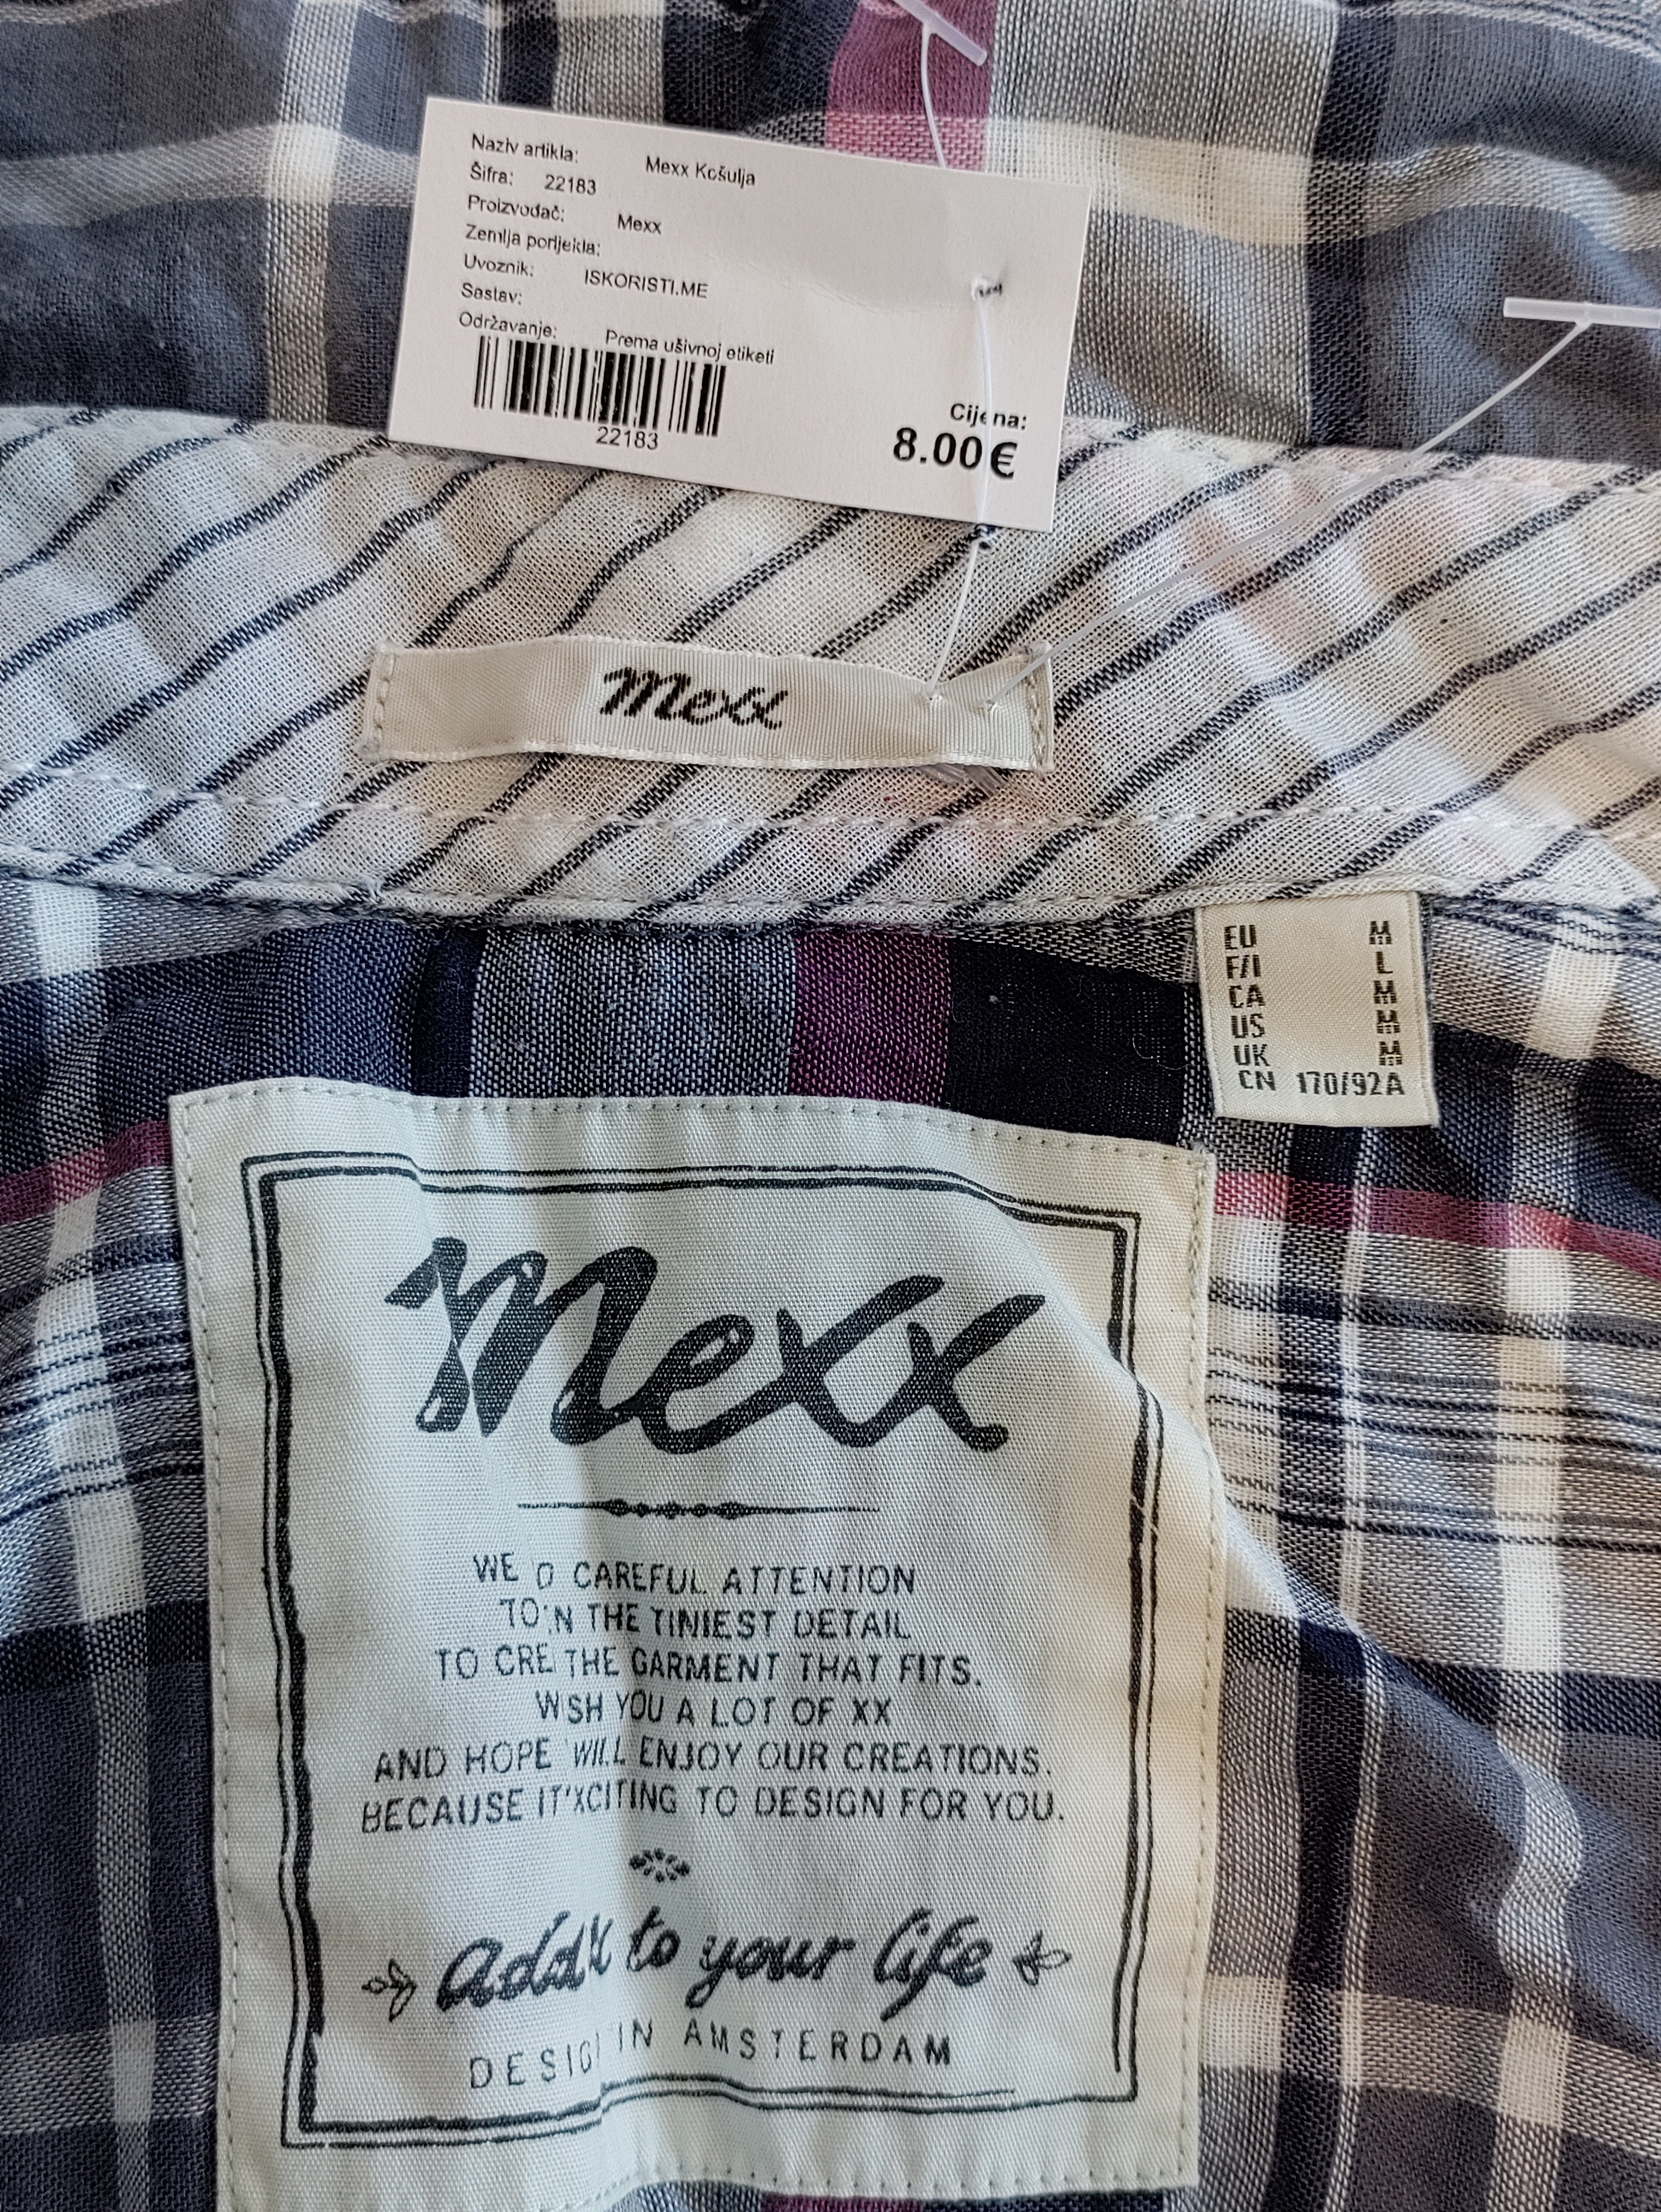 Naziv artikla: Mexx Košulja
Šifra: 22183
Proizvođač: Mexx
Zemlja porijekla:
Uvoznik: ISKORISTI.ME
Sastav:
Održavanje: Prema ušivnoj etiketi
22183
Cijena:
8.00€
Mexx
EU M
F/I L
CA M
US M
UK M
CN 170/92A
Mexx
WE D CAREFUL ATTENTION
TO'N THE TINIEST DETAIL
TO CRE THE GARMENT THAT FITS.
WSH YOU A LOT OF XX
AND HOPE WILL ENJOY OUR CREATIONS.
BECAUSE IT'XCITING TO DESIGN FOR YOU.
add X to your life
DESIG IN AMSTERDAM